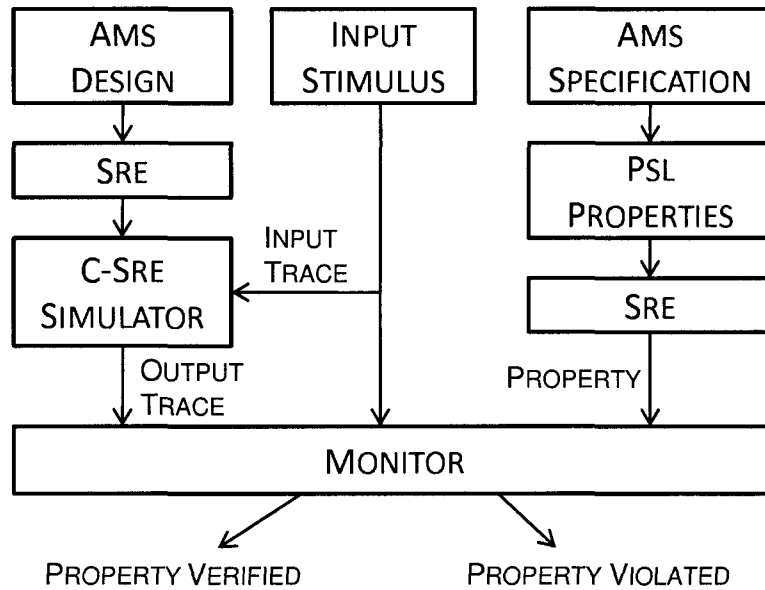 AMS
DESIGN
INPUT
STIMULUS
AMS
SPECIFICATION
SRE
PSL
PROPERTIES
C-SRE
SIMULATOR
INPUT
TRACE
SRE
OUTPUT
TRACE
PROPERTY
MONITOR
PROPERTY VERIFIED
PROPERTY VIOLATED